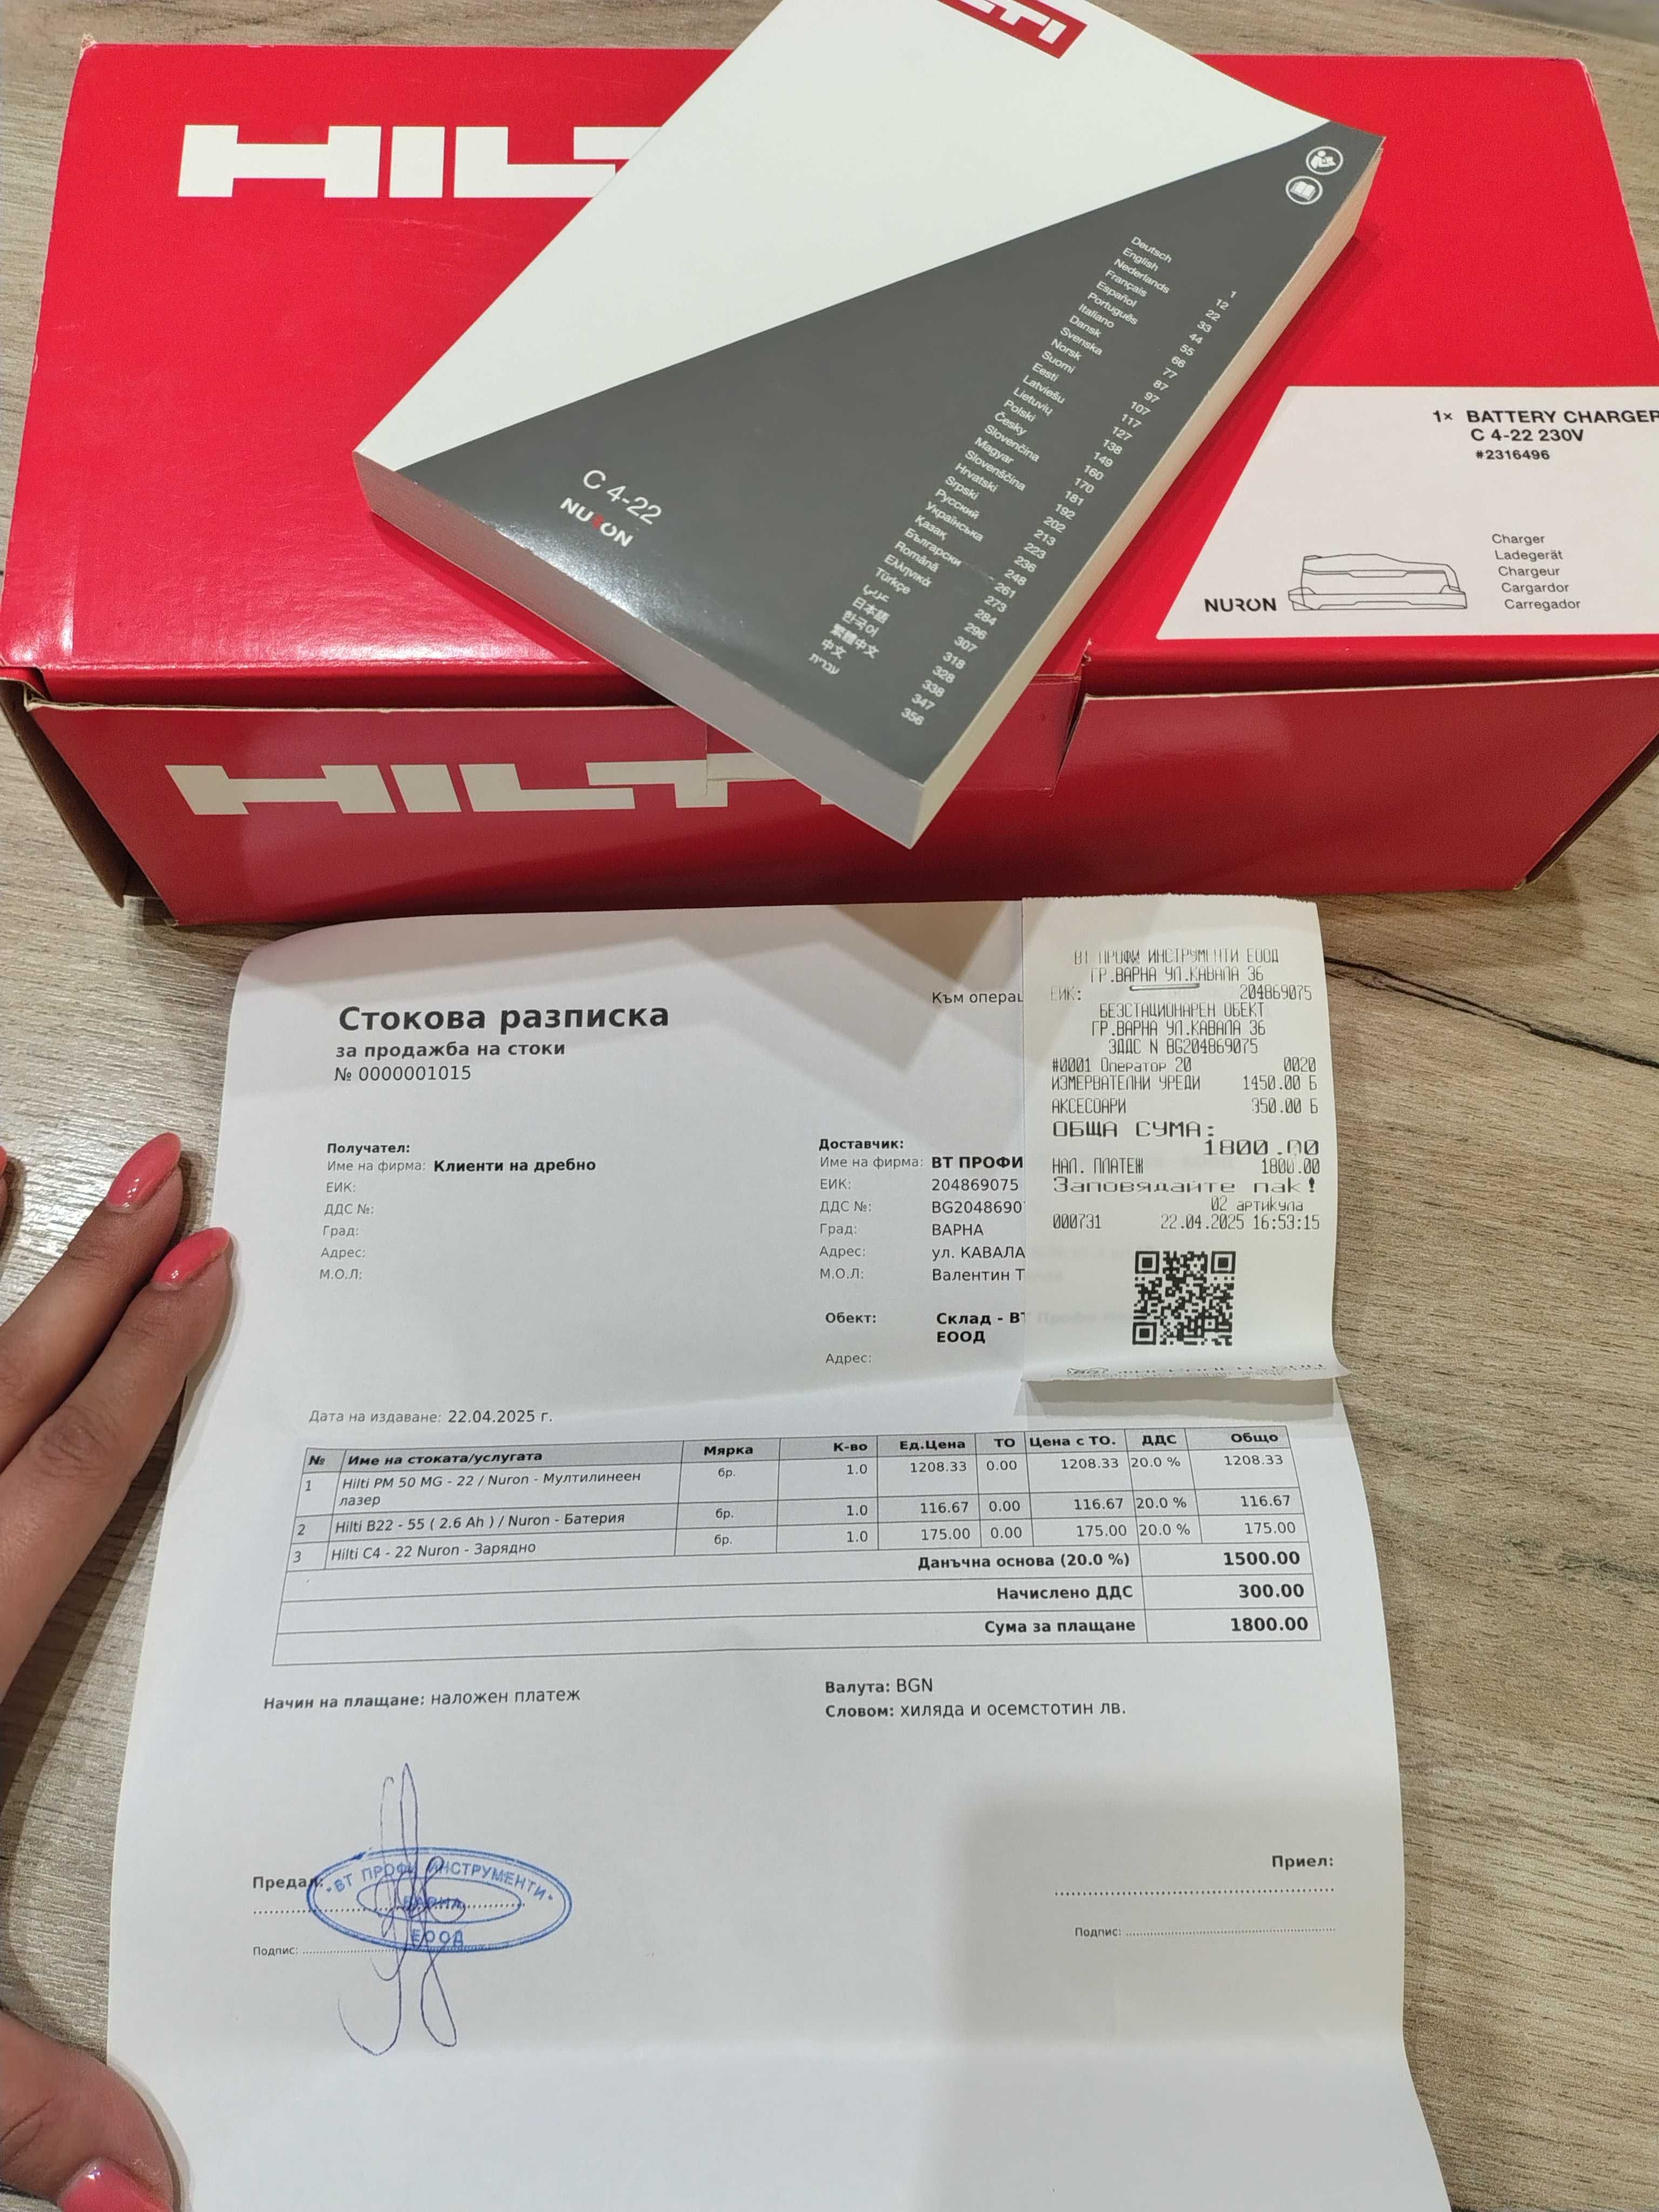 HILTI
HILTI
C 4-22
NURON
Deutsch 1
English 12
Nederlands 22
Français 33
Español 44
Português 55
Italiano 66
Dansk 77
Svenska 87
Norsk 97
Suomi 107
Eesti 117
Latviešu 127
Lietuvių 138
Polski 149
Česky 160
Slovenčina 170
Magyar 181
Slovenščina 192
Hrvatski 202
Srpski 213
Русский 223
Українська 236
Қазақ 248
Български 261
Română 273
Ελληνικά 284
Türkçe 296
عربي 307
日本語 318
한국어 328
繁體中文 338
中文 347
עברית 356
1× BATTERY CHARGER
C 4-22 230V
#2316496
Charger
Ladegerät
Chargeur
Cargardor
Carregador
NURON
HILTI
Стокова разписка
за продажба на стоки
№ 0000001015
Към операц
Получател:
Име на фирма: Клиенти на дребно
ЕИК:
ДДС №:
Град:
Адрес:
М.О.Л:
Доставчик:
Име на фирма: ВТ ПРОФИ
ЕИК: 204869075
ДДС №: BG20486907
Град: ВАРНА
Адрес: ул. КАВАЛА
М.О.Л: Валентин Т
Обект: Склад - ВТ
ЕООД
Адрес:
ВТ ПРОФИ ИНСТРУМЕНТИ ЕООД
ГР.ВАРНА УЛ.КАВАЛА 36
ЕИК: 204869075
БЕЗСТАЦИОНАРЕН ОБЕКТ
ГР.ВАРНА УЛ.КАВАЛА 36
ЗДДС N BG204869075
#0001 Оператор 20 0020
ИЗМЕРВАТЕЛНИ УРЕДИ 1450.00 Б
АКСЕСОАРИ 350.00 Б
ОБЩА СУМА:
1800.00
НАЛ. ПЛАТЕЖ 1800.00
Заповядайте пак!
02 артикула
000731 22.04.2025 16:53:15
Дата на издаване: 22.04.2025 г.
№ Име на стоката/услугата Мярка К-во Ед.Цена ТО Цена с ТО. ДДС Общо
1 Hilti PM 50 MG - 22 / Nuron - Мултилинеен бр. 1.0 1208.33 0.00 1208.33 20.0 % 1208.33
лазер
2 Hilti B22 - 55 ( 2.6 Ah ) / Nuron - Батерия бр. 1.0 116.67 0.00 116.67 20.0 % 116.67
3 Hilti C4 - 22 Nuron - Зарядно бр. 1.0 175.00 0.00 175.00 20.0 % 175.00
Данъчна основа (20.0 %) 1500.00
Начислено ДДС 300.00
Сума за плащане 1800.00
Начин на плащане: наложен платеж
Валута: BGN
Словом: хиляда и осемстотин лв.
Предал:
Подпис:
ВТ ПРОФИ ИНСТРУМЕНТИ
ВАРНА
ЕООД
Приел:
Подпис: